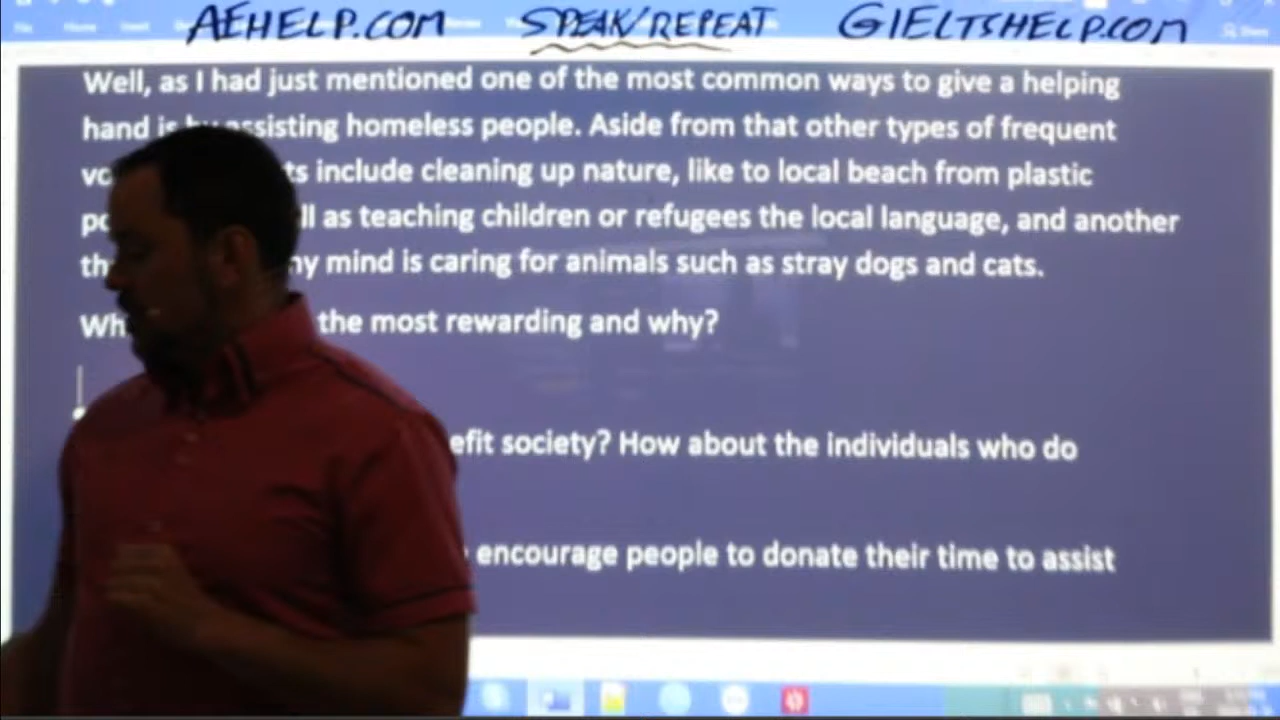 AEHELP.COM SPEAK/REPEAT GIELTSHELP.COM
Well, as I had just mentioned one of the most common ways to give a helping
hand is by assisting homeless people. Aside from that other types of frequent
ts include cleaning up nature, like to local beach from plastic
ll as teaching children or refugees the local language, and another
my mind is caring for animals such as stray dogs and cats.
the most rewarding and why?
efit society? How about the individuals who do
encourage people to donate their time to assist